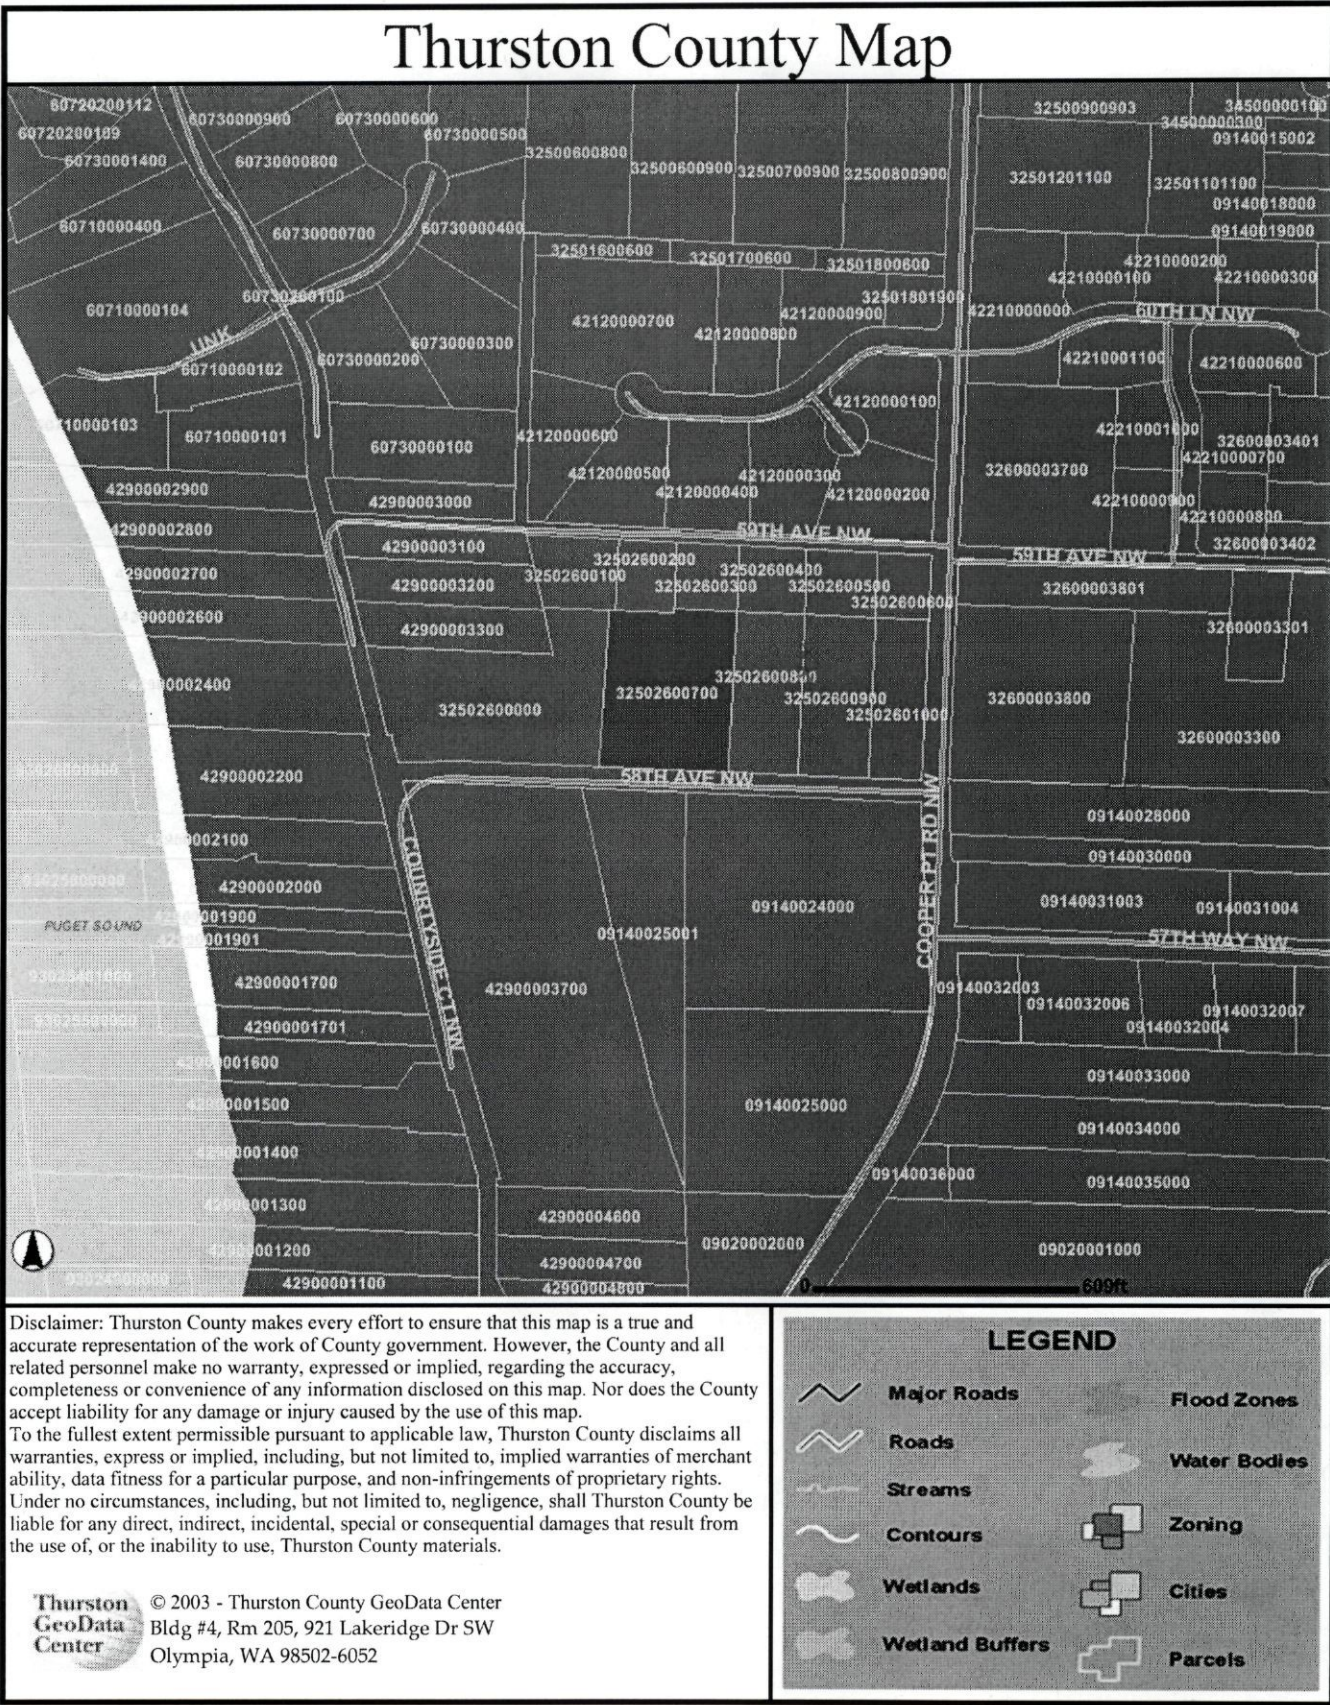 Thurston County Map
60720200112
60730000900
60730000600
32500900903
34500000100
60720200109
60730000500
34500000300
09140015002
60730001400
60730000800
32500600800
32500600900
32500700900
32500800900
32501201100
32501101100
09140018000
60710000400
60730000700
60730000400
09140019000
32501600600
32501700600
32501800600
42210000200
42210000100
42210000300
60710000104
60730200100
32501801900
42120000700
42120000800
42120000900
42210000000
60TH LN NW
UNK
60730000300
60710000102
60730000200
42210001100
42210000600
42120000100
60710000101
60730000100
42120000600
42210001000
32600003401
42210000700
42120000500
42120000300
32600003700
42900002900
42900003000
42120000400
42120000200
42210000900
42210000800
42900002800
59TH AVE NW
42900003100
32600003402
59TH AVE NW
42900002700
42900003200
32502600200
32502600100
32502600400
32502600300
32502600500
32502600600
32600003801
42900002600
42900003300
32600003301
32502600700
32502600900
32502600000
32502601000
32600003800
32600003300
42900002200
58TH AVE NW
COOPER PT RD NW
09140028000
09140030000
COUNRTYSIDE CT NW
42900002000
09140024000
09140031003
09140031004
PUGET SOUND
09140025001
57TH WAY NW
42900001700
42900003700
09140032003
09140032006
09140032007
42900001701
09140032004
42900001600
09140033000
42900001500
09140025000
09140034000
42900001400
09140036000
09140035000
42900001300
42900004600
42900001200
09020002000
09020001000
42900004700
42900001100
42900004800
0
609ft
Disclaimer: Thurston County makes every effort to ensure that this map is a true and
accurate representation of the work of County government. However, the County and all
related personnel make no warranty, expressed or implied, regarding the accuracy,
completeness or convenience of any information disclosed on this map. Nor does the County
accept liability for any damage or injury caused by the use of this map.
To the fullest extent permissible pursuant to applicable law, Thurston County disclaims all
warranties, express or implied, including, but not limited to, implied warranties of merchant
ability, data fitness for a particular purpose, and non-infringements of proprietary rights.
Under no circumstances, including, but not limited to, negligence, shall Thurston County be
liable for any direct, indirect, incidental, special or consequential damages that result from
the use of, or the inability to use, Thurston County materials.
Thurston
GeoData
Center
© 2003 - Thurston County GeoData Center
Bldg #4, Rm 205, 921 Lakeridge Dr SW
Olympia, WA 98502-6052
LEGEND
Major Roads
Flood Zones
Roads
Water Bodies
Streams
Contours
Zoning
Wetlands
Cities
Wetland Buffers
Parcels